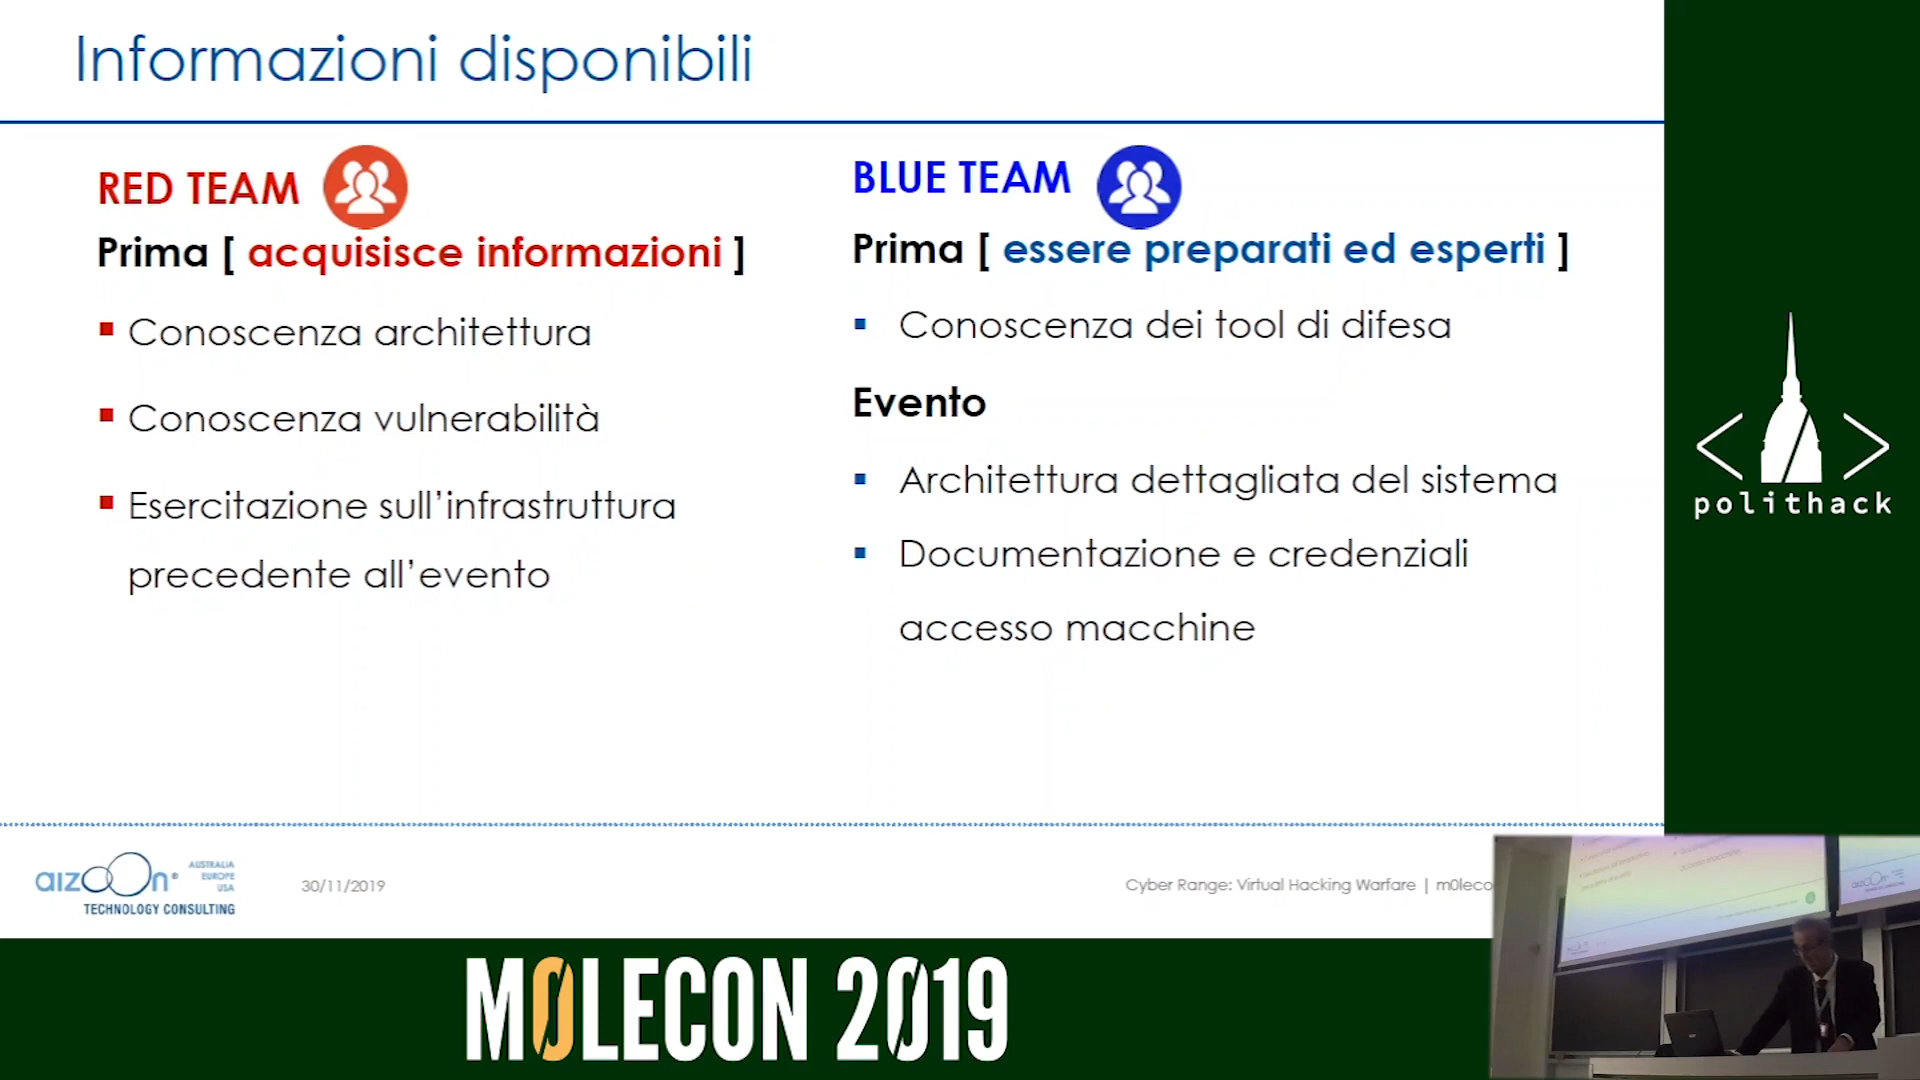 Informazioni disponibili
RED TEAM
Prima [ acquisisce informazioni ]
Conoscenza architettura
Conoscenza vulnerabilità
Esercitazione sull’infrastruttura
precedente all’evento
BLUE TEAM
Prima [ essere preparati ed esperti ]
Conoscenza dei tool di difesa
Evento
Architettura dettagliata del sistema
Documentazione e credenziali
accesso macchine
polithack
aizoOn®
AUSTRALIA
EUROPE
USA
TECHNOLOGY CONSULTING
30/11/2019
Cyber Range: Virtual Hacking Warfare | m0leco
M0LECON 2019